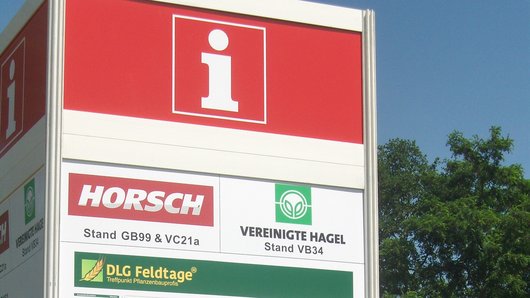 i
HORSCH
Stand GB99 & VC21a
VEREINIGTE HAGEL
Stand VB34
DLG Feldtage®
Treffpunkt Pflanzenbauprofis